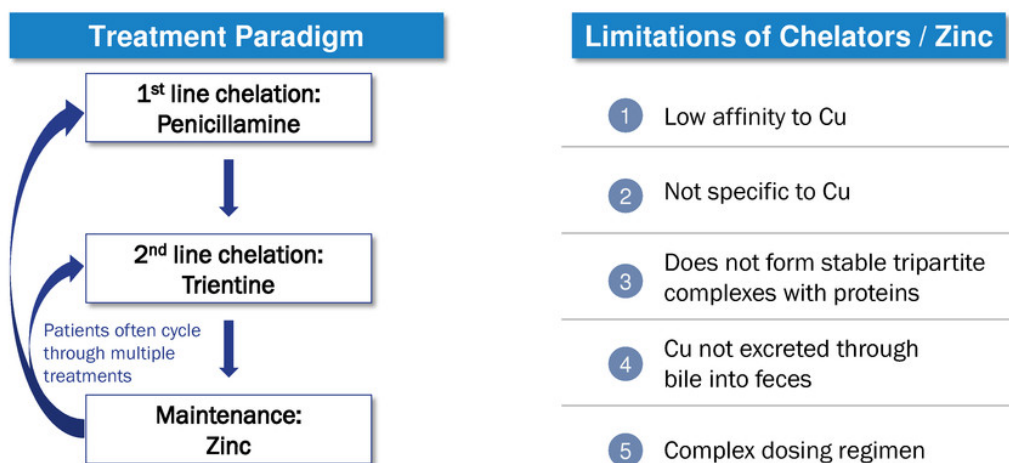 Treatment Paradigm
1st line chelation:
Penicillamine
2nd line chelation:
Trientine
Patients often cycle
through multiple
treatments
Maintenance:
Zinc
Limitations of Chelators / Zinc
1 Low affinity to Cu
2 Not specific to Cu
3 Does not form stable tripartite
complexes with proteins
4 Cu not excreted through
bile into feces
5 Complex dosing regimen